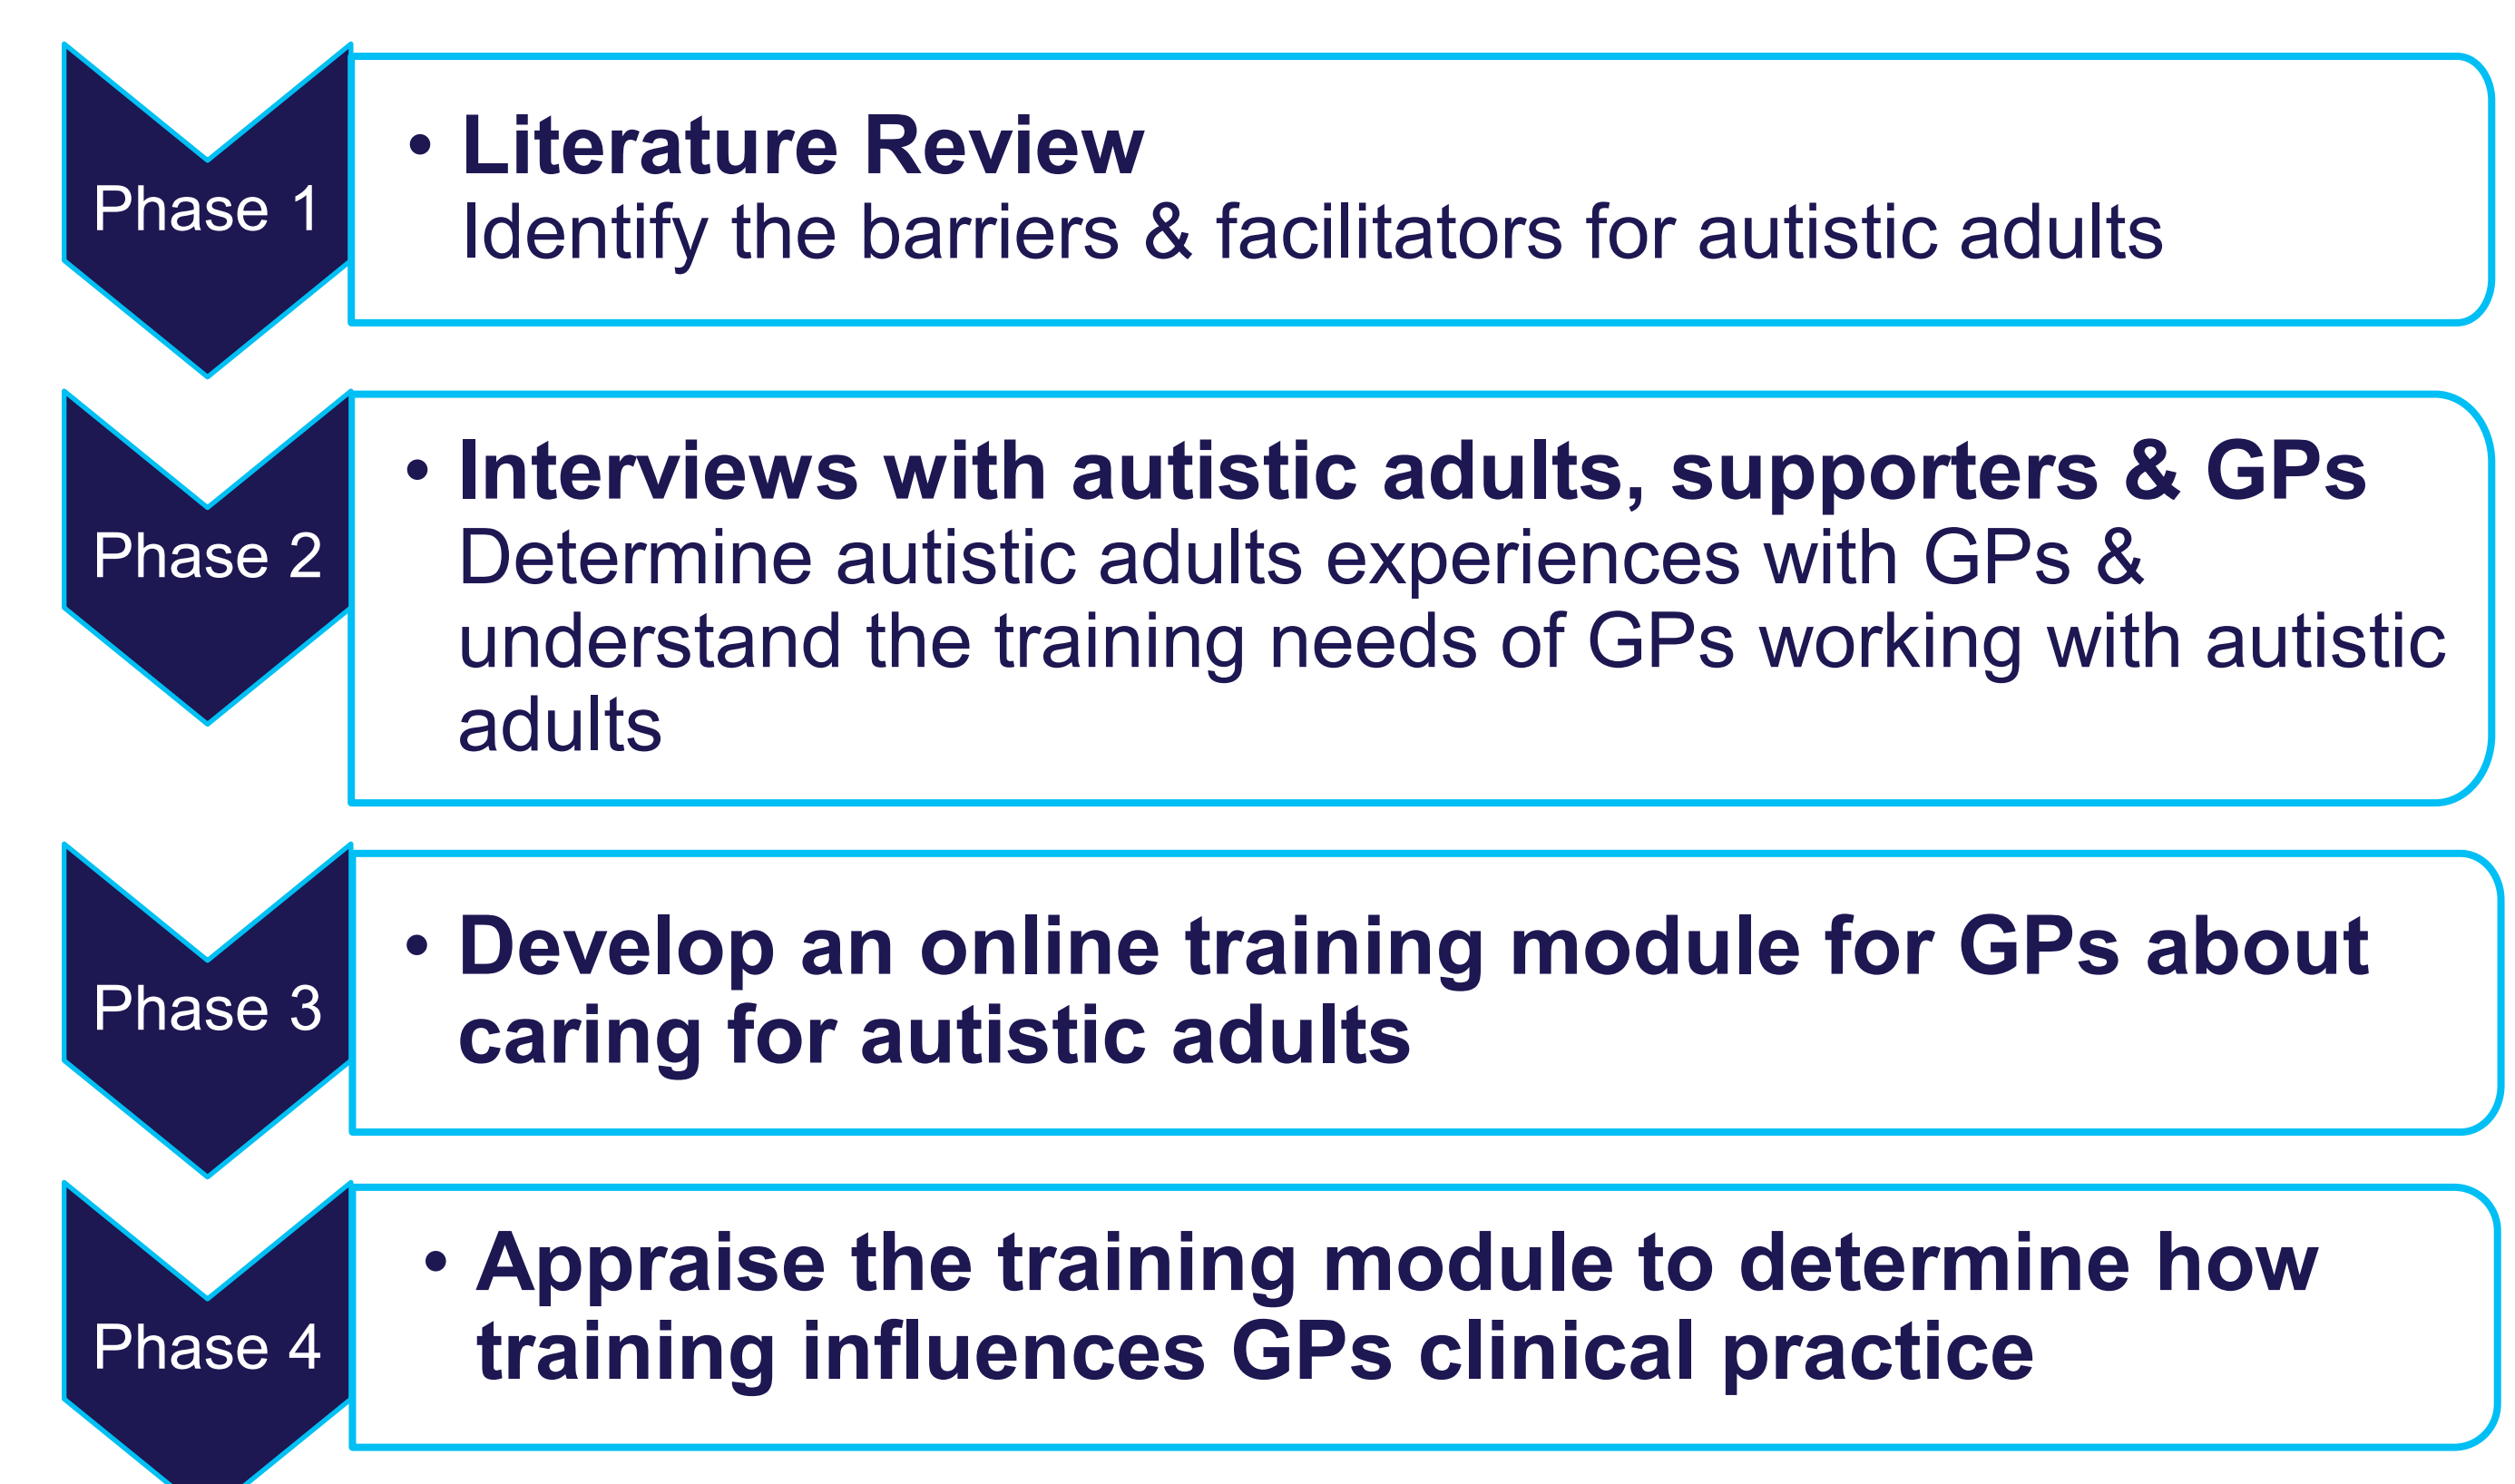 Phase 1
• Literature Review
Identify the barriers & facilitators for autistic adults
Phase 2
• Interviews with autistic adults, supporters & GPs
Determine autistic adults experiences with GPs &
understand the training needs of GPs working with autistic
adults
Phase 3
• Develop an online training module for GPs about
caring for autistic adults
Phase 4
• Appraise the training module to determine how
training influences GPs clinical practice